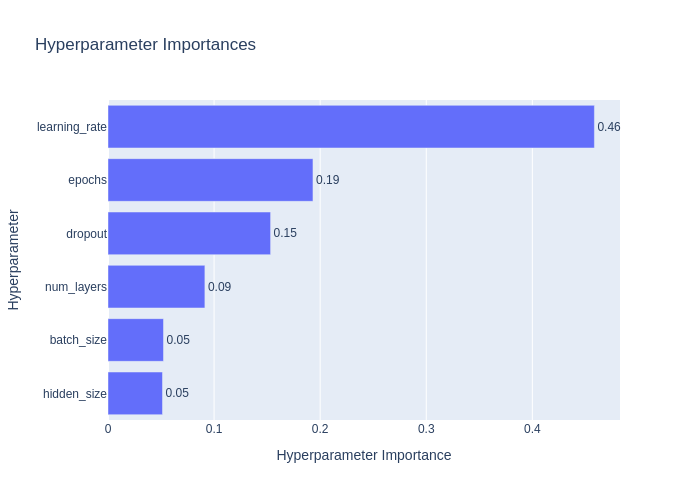 Hyperparameter Importances
learning_rate 0.46
epochs 0.19
dropout 0.15
num_layers 0.09
batch_size 0.05
hidden_size 0.05
0 0.1 0.2 0.3 0.4
Hyperparameter Importance
Hyperparameter